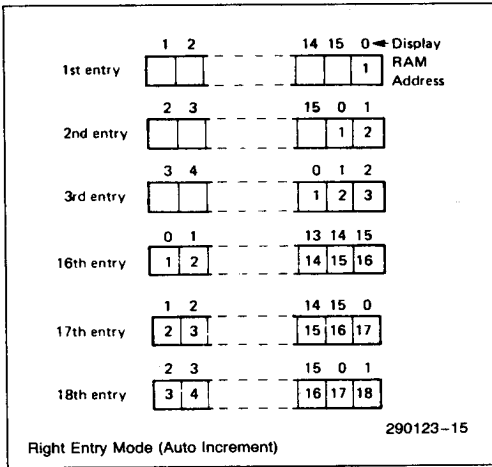 1 2 14 15 0 Display
1st entry 1 RAM
Address
2 3 15 0 1
2nd entry 1 2
3 4 0 1 2
3rd entry 1 2 3
0 1 13 14 15
16th entry 1 2 14 15 16
1 2 14 15 0
17th entry 2 3 15 16 17
2 3 15 0 1
18th entry 3 4 16 17 18
290123-15
Right Entry Mode (Auto Increment)